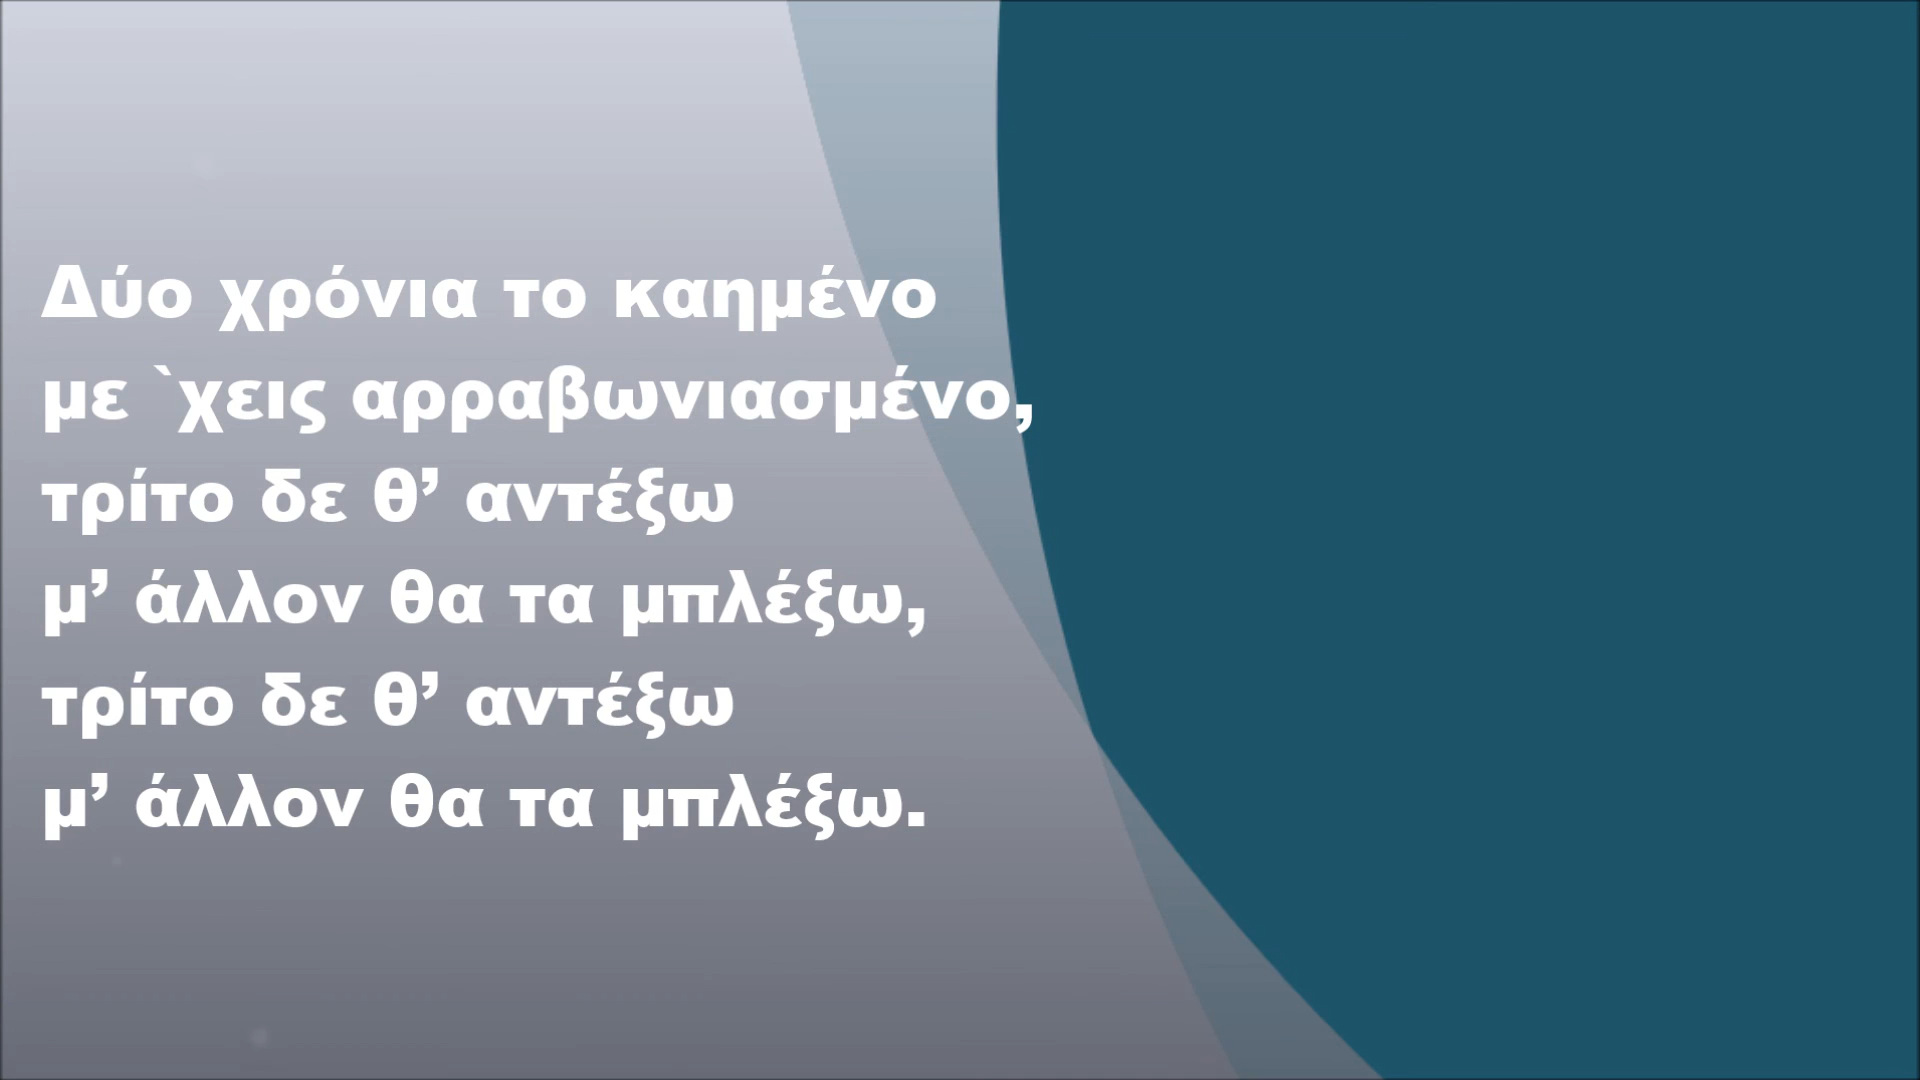 Δύο χρόνια το καημένο
με `χεις αρραβωνιασμένο,
τρίτο δε θ’ αντέξω
μ’ άλλον θα τα μπλέξω,
τρίτο δε θ’ αντέξω
μ’ άλλον θα τα μπλέξω.